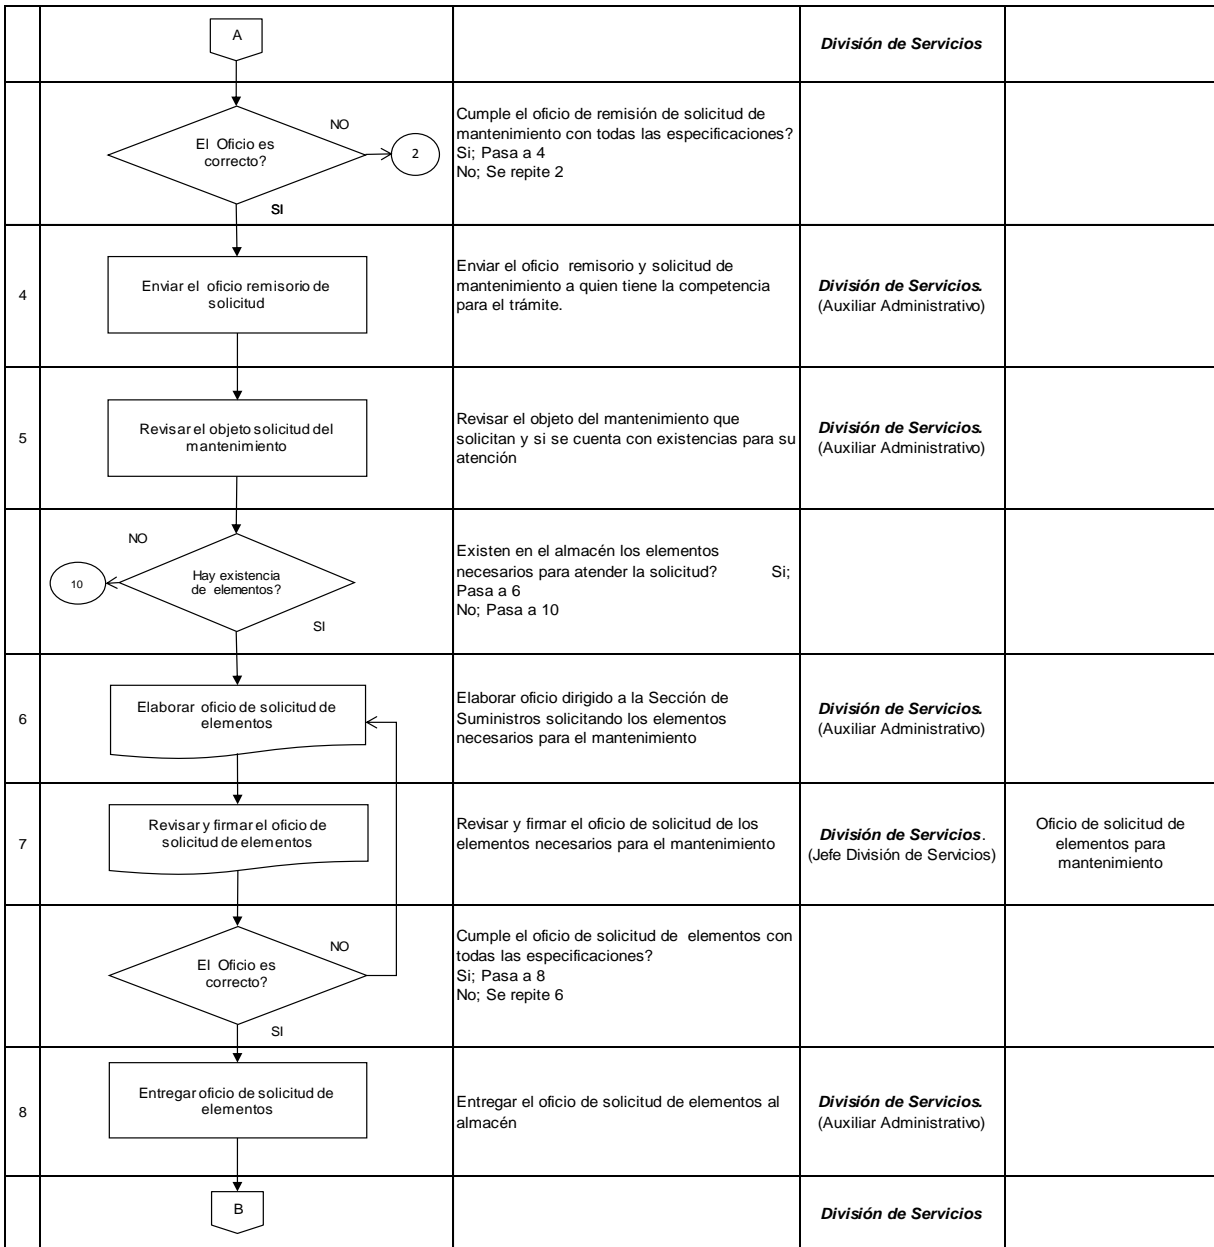 A
División de Servicios
El Oficio es
correcto?
NO
2
SI
Cumple el oficio de remisión de solicitud de
mantenimiento con todas las especificaciones?
Si; Pasa a 4
No; Se repite 2
4
Enviar el oficio remisorio de
solicitud
Enviar el oficio remisorio y solicitud de
mantenimiento a quien tiene la competencia
para el trámite.
División de Servicios.
(Auxiliar Administrativo)
5
Revisar el objeto solicitud del
mantenimiento
Revisar el objeto del mantenimiento que
solicitan y si se cuenta con existencias para su
atención
División de Servicios.
(Auxiliar Administrativo)
NO
10
Hay existencia
de elementos?
SI
Existen en el almacén los elementos
necesarios para atender la solicitud? Si;
Pasa a 6
No; Pasa a 10
6
Elaborar oficio de solicitud de
elementos
Elaborar oficio dirigido a la Sección de
Suministros solicitando los elementos
necesarios para el mantenimiento
División de Servicios.
(Auxiliar Administrativo)
7
Revisar y firmar el oficio de
solicitud de elementos
Revisar y firmar el oficio de solicitud de los
elementos necesarios para el mantenimiento
División de Servicios.
(Jefe División de Servicios)
Oficio de solicitud de
elementos para
mantenimiento
El Oficio es
correcto?
NO
SI
Cumple el oficio de solicitud de elementos con
todas las especificaciones?
Si; Pasa a 8
No; Se repite 6
8
Entregar oficio de solicitud de
elementos
Entregar el oficio de solicitud de elementos al
almacén
División de Servicios.
(Auxiliar Administrativo)
B
División de Servicios